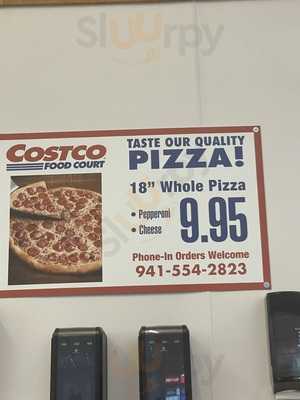 Slurpy
COSTCO
FOOD COURT
TASTE OUR QUALITY
PIZZA!
18" Whole Pizza
• Pepperoni
• Cheese
9.95
Phone-In Orders Welcome
941-554-2823